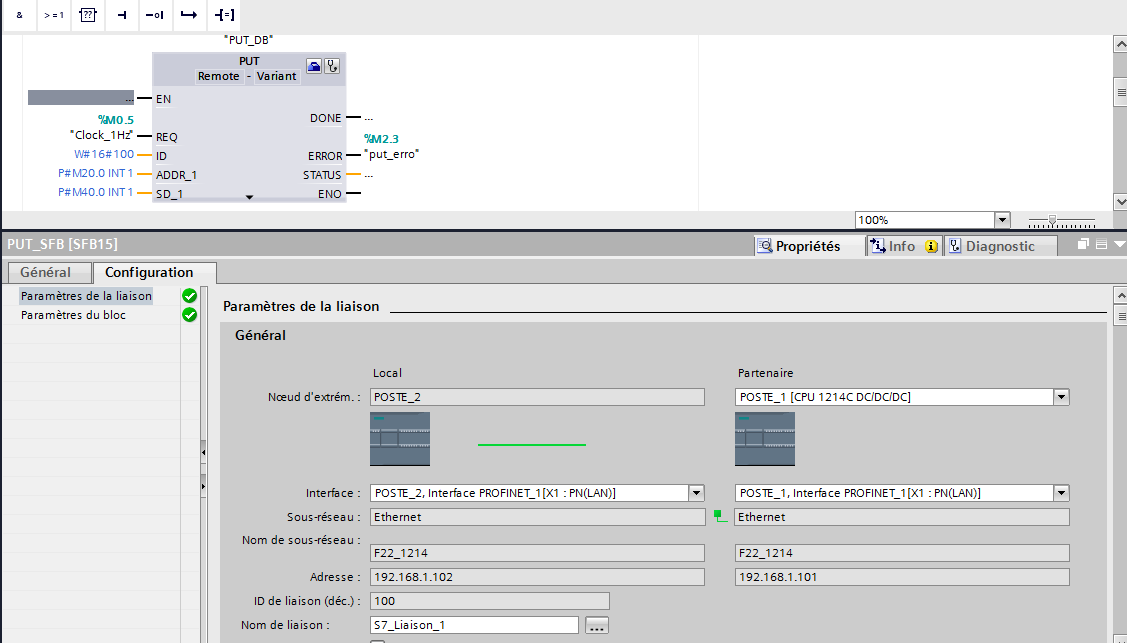 & >=1 ?? -| -o| -[=]
"PUT_DB"
PUT
Remote - Variant
... EN
DONE ...
%M0.5
"Clock_1Hz" REQ
%M2.3
W#16#100 ID
ERROR "put_erro"
P#M20.0 INT 1 ADDR_1
STATUS ...
P#M40.0 INT 1 SD_1
ENO
100%
PUT_SFB [SFB15]
Propriétés Info Diagnostic
Général Configuration
Paramètres de la liaison
Paramètres du bloc
Paramètres de la liaison
Général
Local Partenaire
Nœud d'extrém. : POSTE_2 POSTE_1 [CPU 1214C DC/DC/DC]
Interface : POSTE_2, Interface PROFINET_1[X1 : PN(LAN)] POSTE_1, Interface PROFINET_1[X1 : PN(LAN)]
Sous-réseau : Ethernet Ethernet
Nom de sous-réseau :
F22_1214 F22_1214
Adresse : 192.168.1.102 192.168.1.101
ID de liaison (déc.) : 100
Nom de liaison : S7_Liaison_1 ...